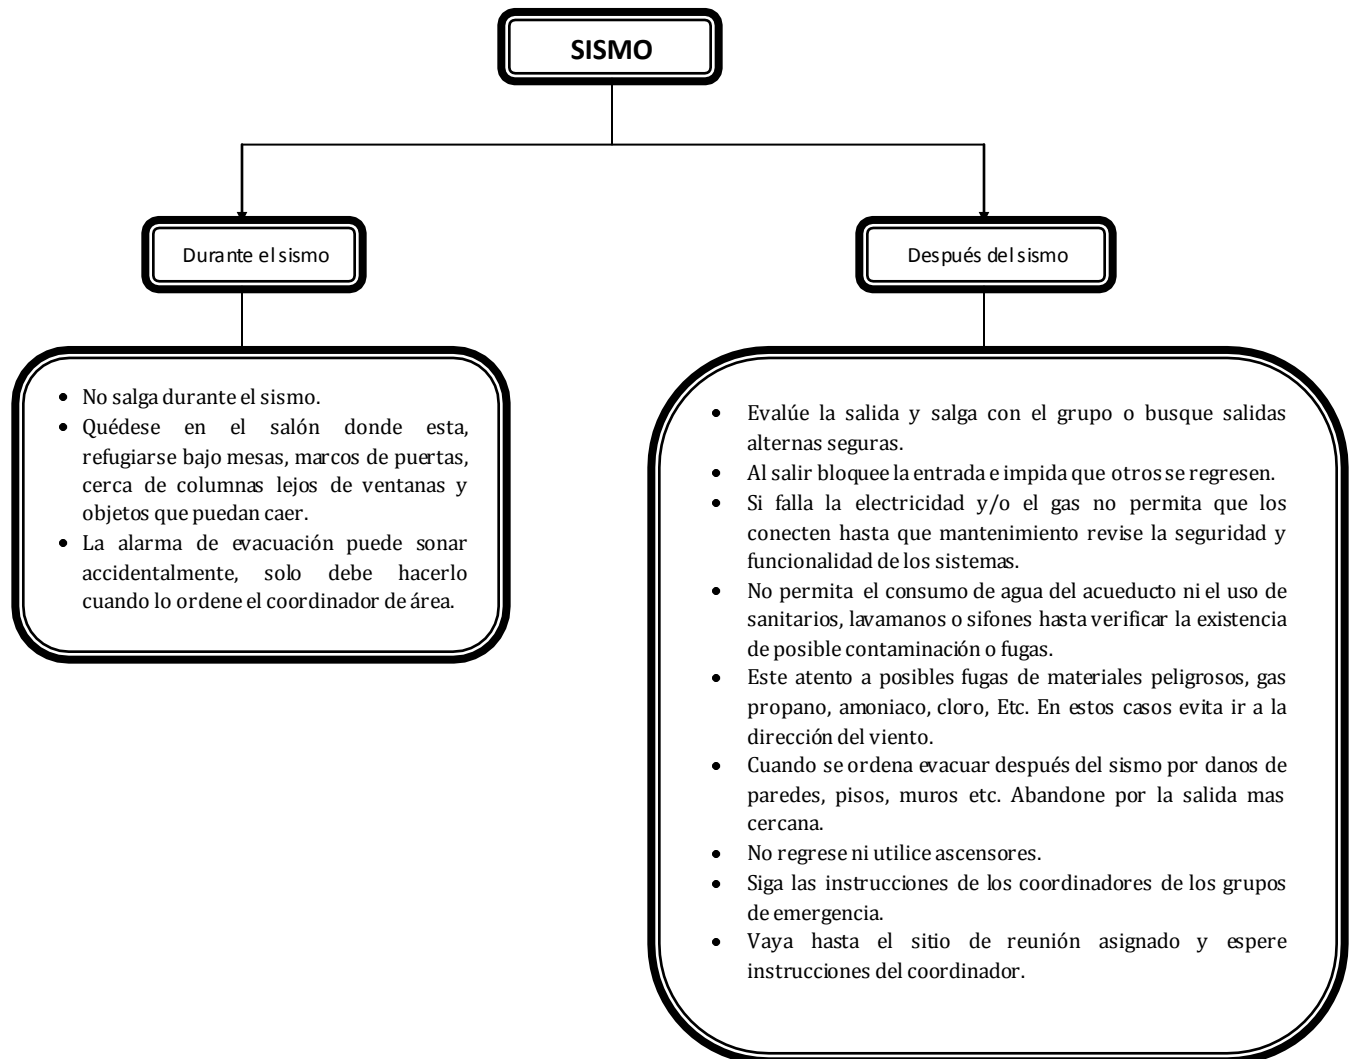 SISMO
Durante el sismo
Después del sismo
• No salga durante el sismo.
• Quédese en el salón donde esta,
refugiarse bajo mesas, marcos de puertas,
cerca de columnas lejos de ventanas y
objetos que puedan caer.
• La alarma de evacuación puede sonar
accidentalmente, solo debe hacerlo
cuando lo ordene el coordinador de área.
• Evalúe la salida y salga con el grupo o busque salidas
alternas seguras.
• Al salir bloquee la entrada e impida que otros se regresen.
• Si falla la electricidad y/o el gas no permita que los
conecten hasta que mantenimiento revise la seguridad y
funcionalidad de los sistemas.
• No permita el consumo de agua del acueducto ni el uso de
sanitarios, lavamanos o sifones hasta verificar la existencia
de posible contaminación o fugas.
• Este atento a posibles fugas de materiales peligrosos, gas
propano, amoniaco, cloro, Etc. En estos casos evita ir a la
dirección del viento.
• Cuando se ordena evacuar después del sismo por danos de
paredes, pisos, muros etc. Abandone por la salida mas
cercana.
• No regrese ni utilice ascensores.
• Siga las instrucciones de los coordinadores de los grupos
de emergencia.
• Vaya hasta el sitio de reunión asignado y espere
instrucciones del coordinador.